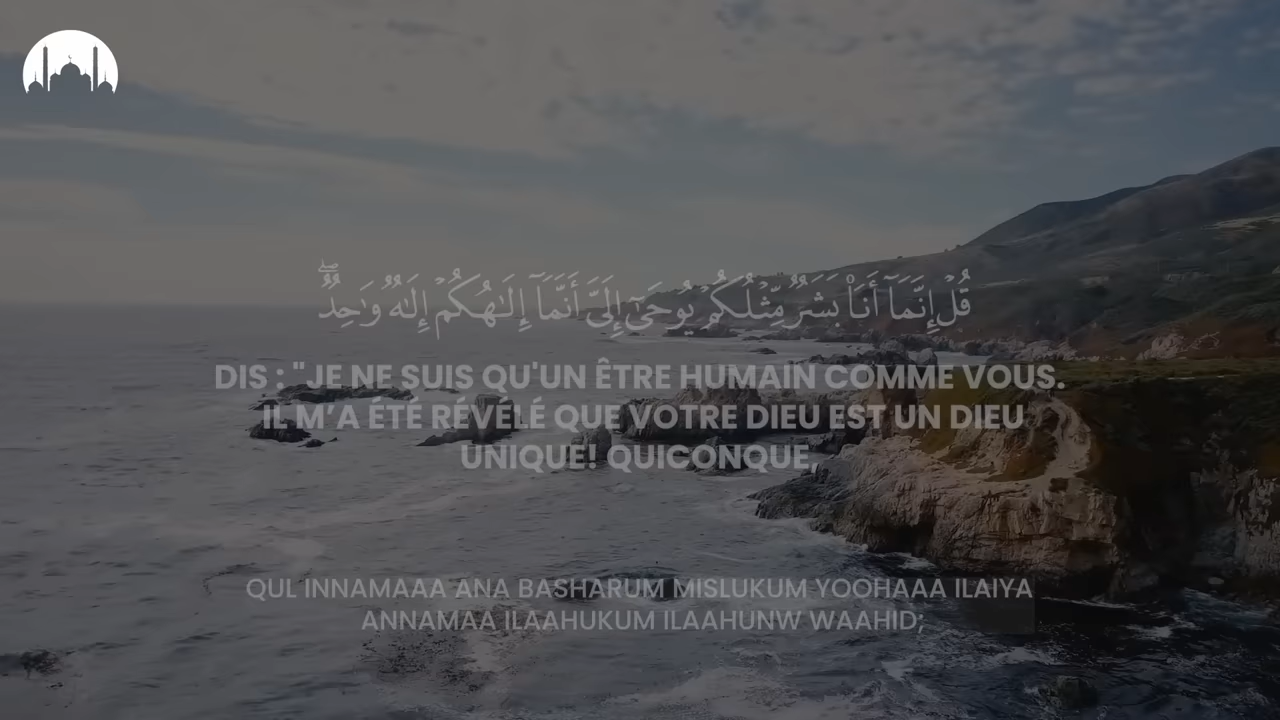 قُلْ إِنَّمَآ أَنَا۠ بَشَرٌ مِّثْلُكُمْ يُوحَىٰٓ إِلَىَّ أَنَّمَآ إِلَـٰهُكُمْ إِلَـٰهٌ وَٰحِدٌ ۖ
DIS : "JE NE SUIS QU'UN ÊTRE HUMAIN COMME VOUS.
IL M’A ÉTÉ RÉVÉLÉ QUE VOTRE DIEU EST UN DIEU
UNIQUE! QUICONQUE,
QUL INNAMAAA ANA BASHARUM MISLUKUM YOOHAAA ILAIYA
ANNAMAA ILAAHUKUM ILAAHUNW WAAHID;